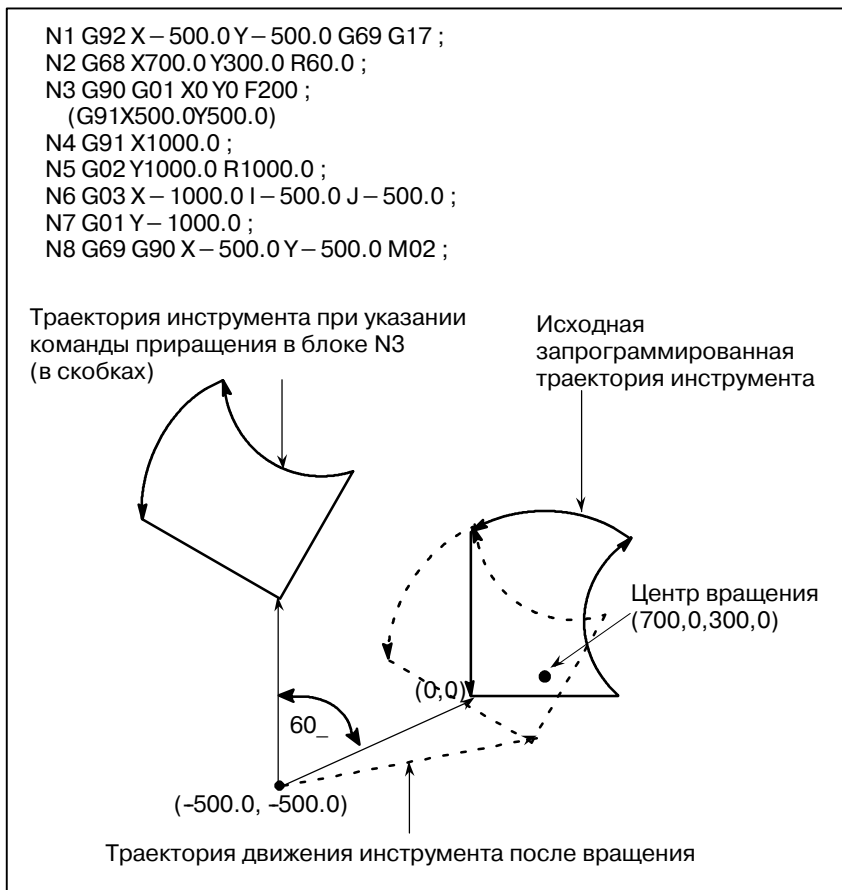 N1 G92 X – 500.0 Y – 500.0 G69 G17 ;
N2 G68 X700.0 Y300.0 R60.0 ;
N3 G90 G01 X0 Y0 F200 ;
(G91X500.0Y500.0)
N4 G91 X1000.0 ;
N5 G02 Y1000.0 R1000.0 ;
N6 G03 X – 1000.0 I – 500.0 J – 500.0 ;
N7 G01 Y – 1000.0 ;
N8 G69 G90 X – 500.0 Y – 500.0 M02 ;
Траектория инструмента при указании
команды приращения в блоке N3
(в скобках)
Исходная
запрограммированная
траектория инструмента
Центр вращения
(700,0,300,0)
(0,0)
60_
(-500.0, -500.0)
Траектория движения инструмента после вращения